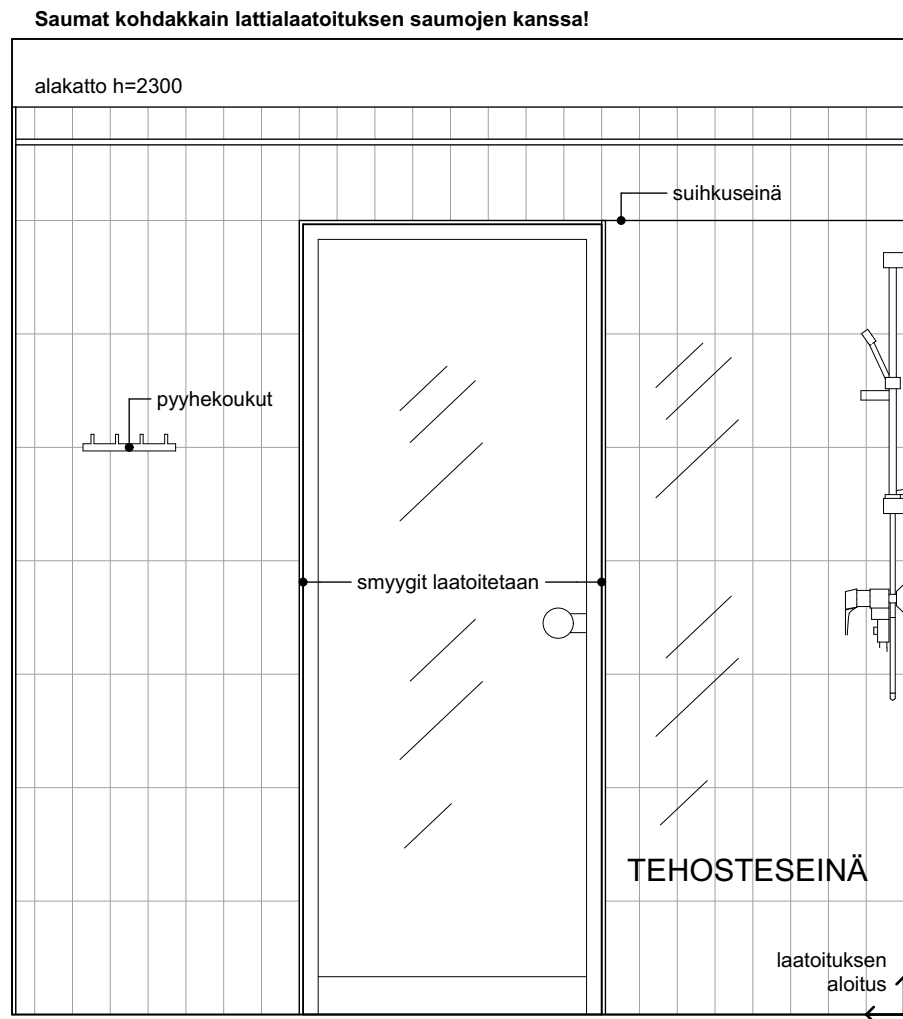 Saumat kohdakkain lattialaatoituksen saumojen kanssa!
alakatto h=2300
suihkuseinä
pyyhekoukut
smyygit laatoitetaan
TEHOSTESEINÄ
laatoituksen
aloitus